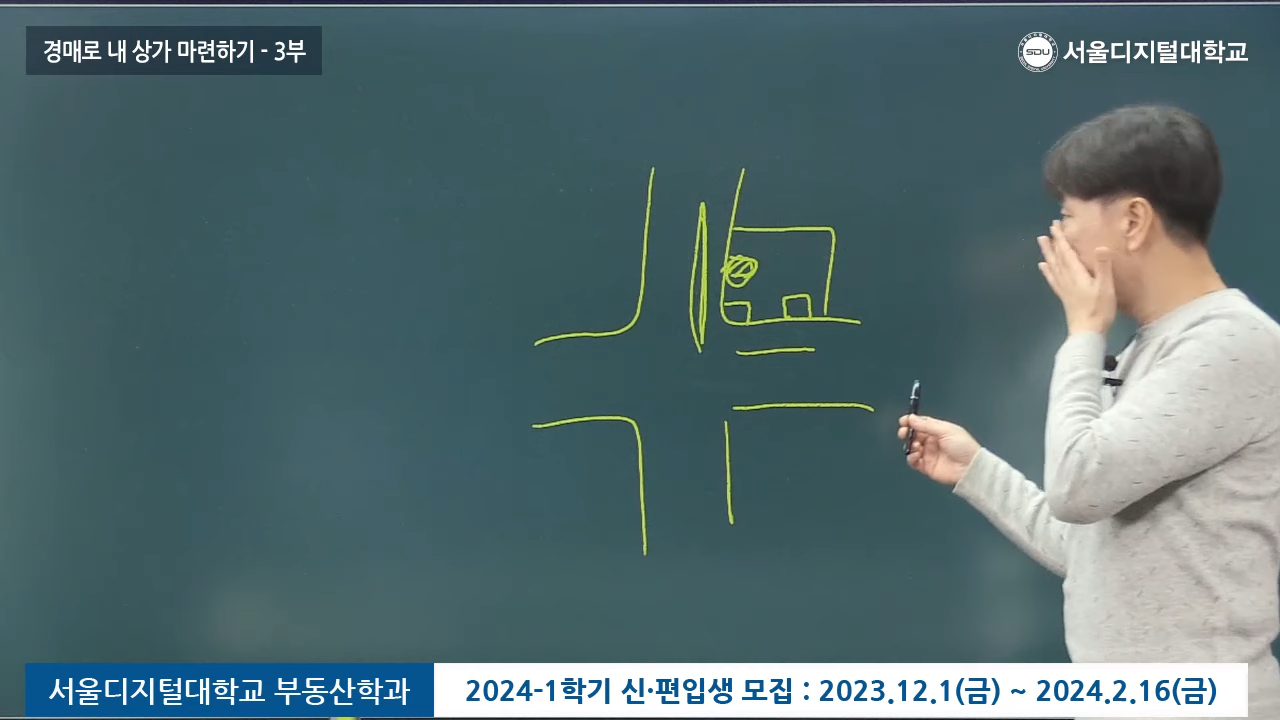 경매로 내 상가 마련하기 - 3부
SDU 서울디지털대학교
서울디지털대학교 부동산학과
2024-1학기 신·편입생 모집 : 2023.12.1(금) ~ 2024.2.16(금)